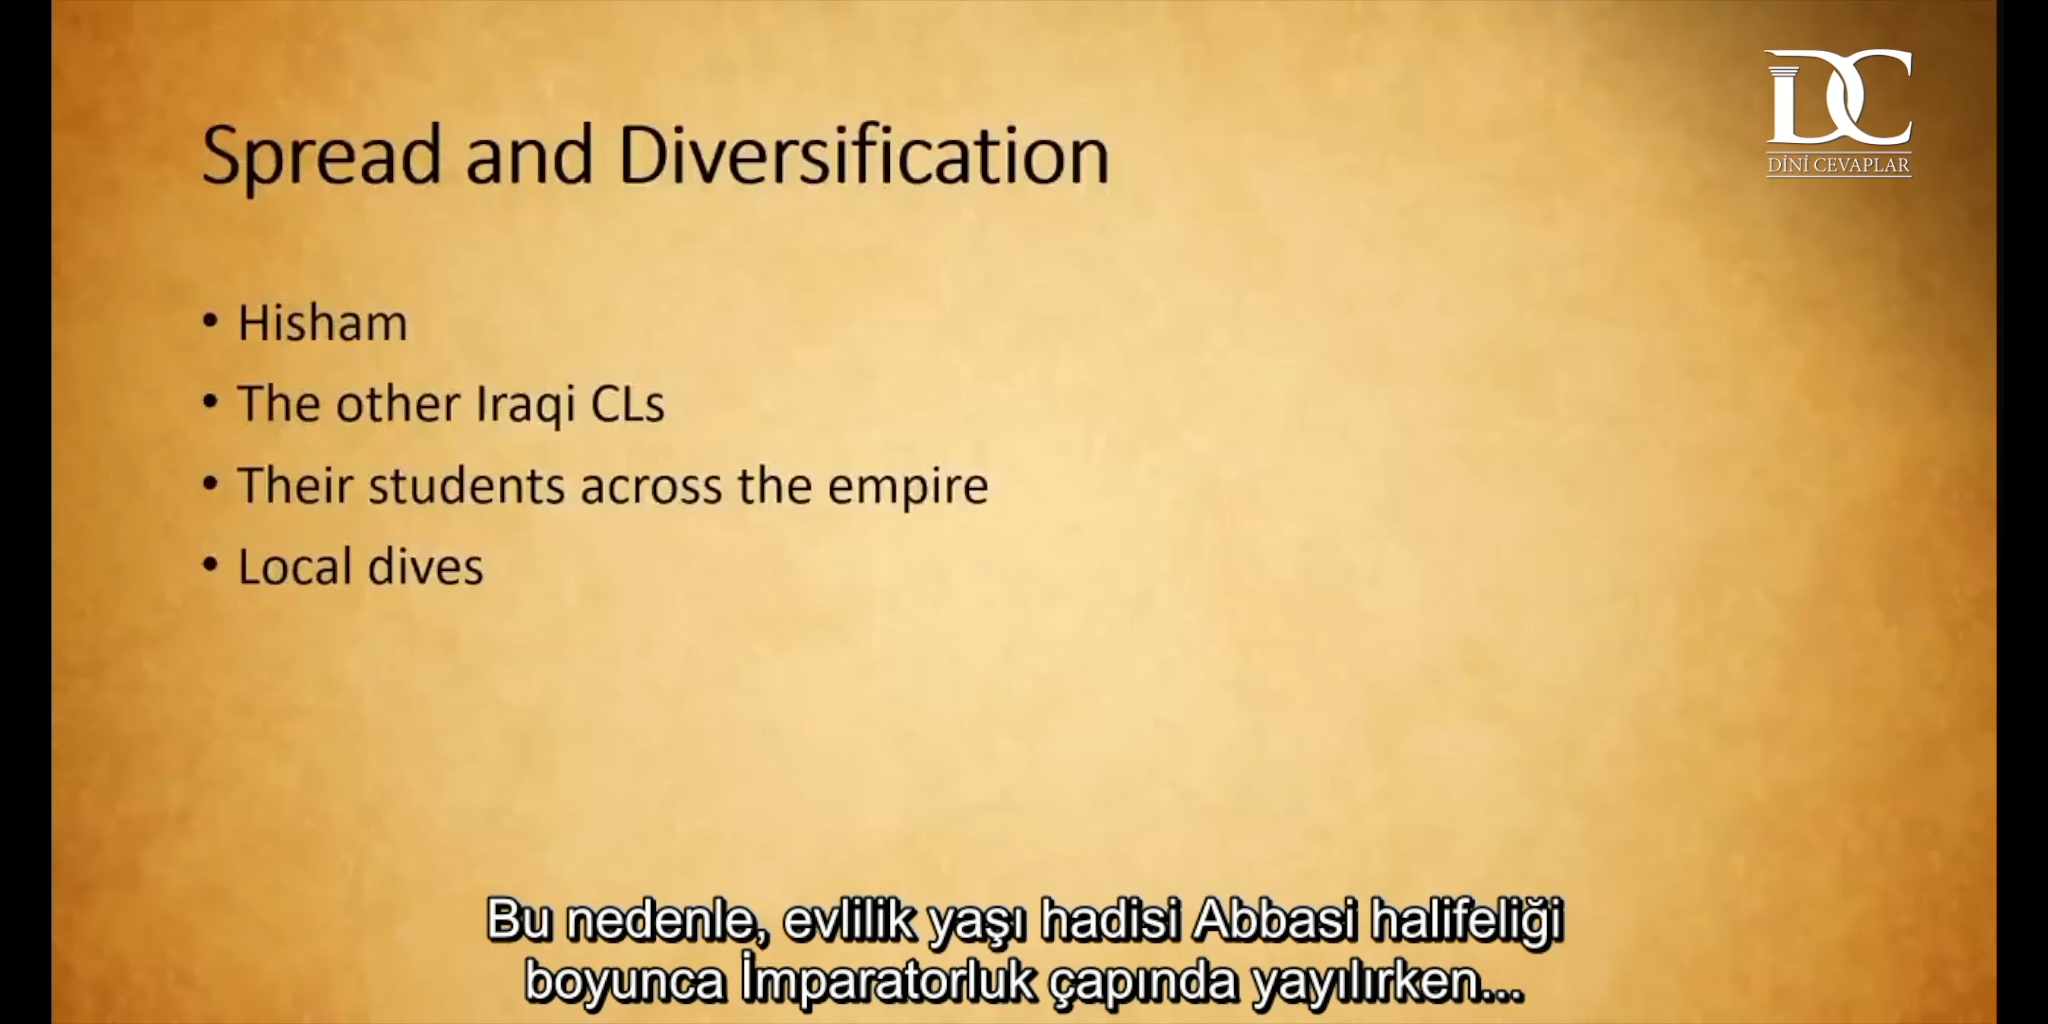 DC
DİNİ CEVAPLAR
Spread and Diversification
• Hisham
• The other Iraqi CLs
• Their students across the empire
• Local dives
Bu nedenle, evlilik yaşı hadisi Abbasi halifeliği
boyunca İmparatorluk çapında yayılırken...